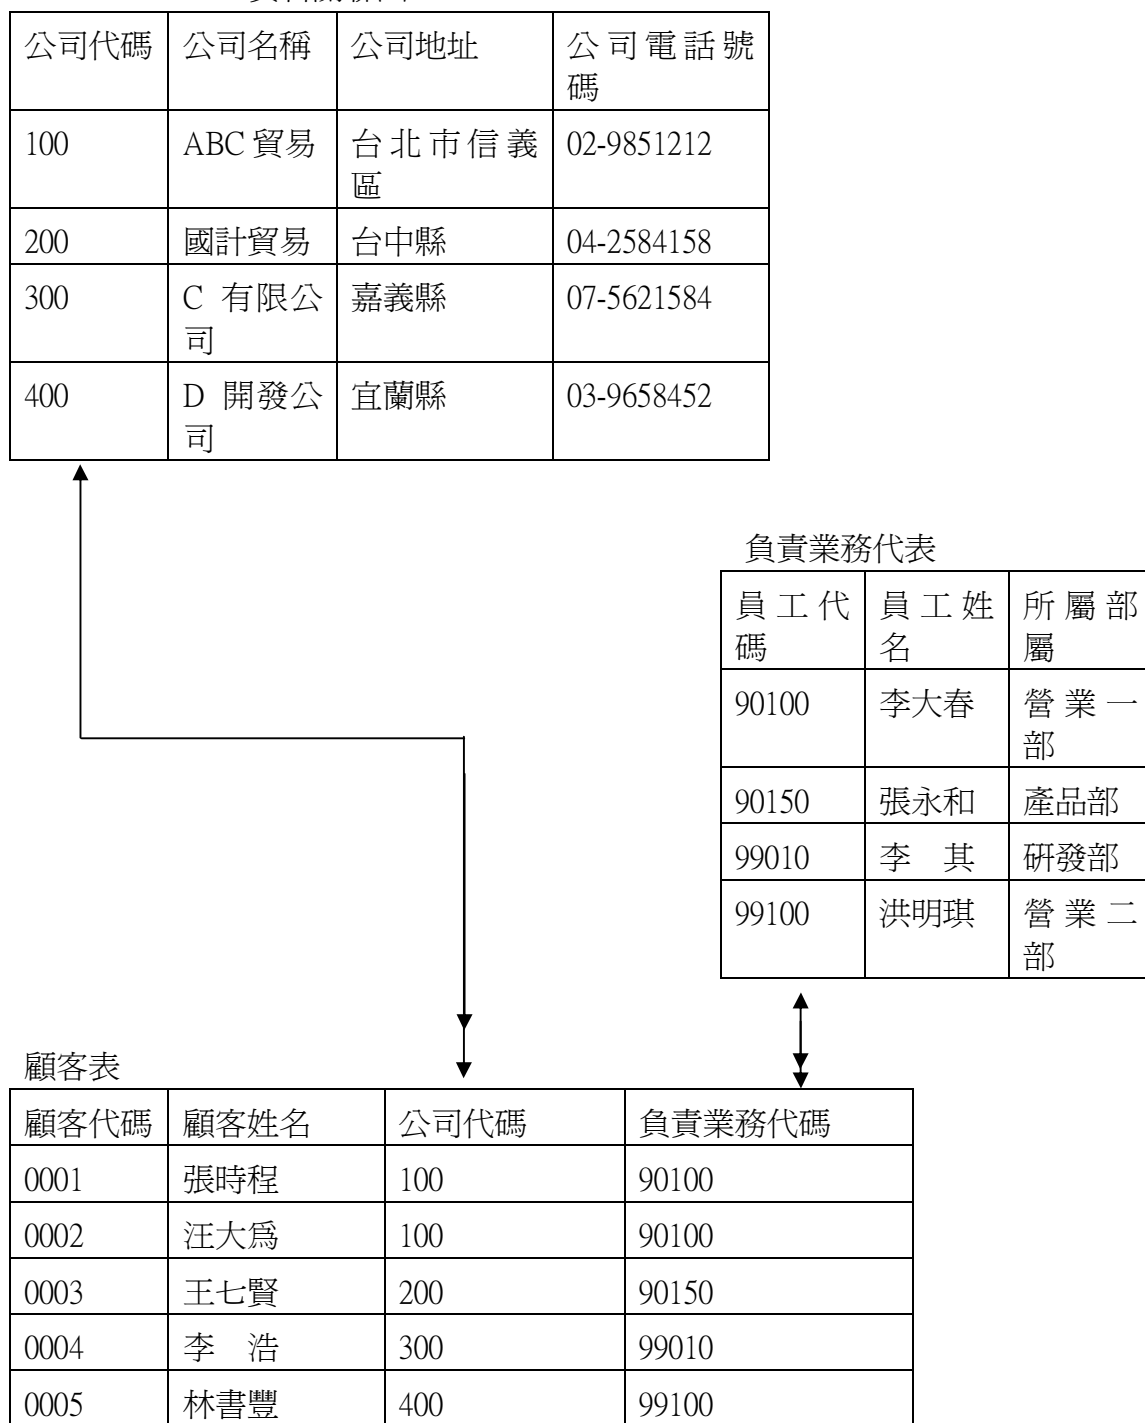 公司代碼 公司名稱 公司地址 公司電話號
碼
100 ABC 貿易 台北市信義 02-9851212
區
200 國計貿易 台中縣 04-2584158
300 C 有限公 嘉義縣 07-5621584
司
400 D 開發公 宜蘭縣 03-9658452
司
負責業務代表
員工代 員工姓 所屬部
碼 名 屬
90100 李大春 營業一
部
90150 張永和 產品部
99010 李 其 研發部
99100 洪明琪 營業二
部
顧客表
顧客代碼 顧客姓名 公司代碼 負責業務代碼
0001 張時程 100 90100
0002 汪大為 100 90100
0003 王七賢 200 90150
0004 李 浩 300 99010
0005 林書豐 400 99100